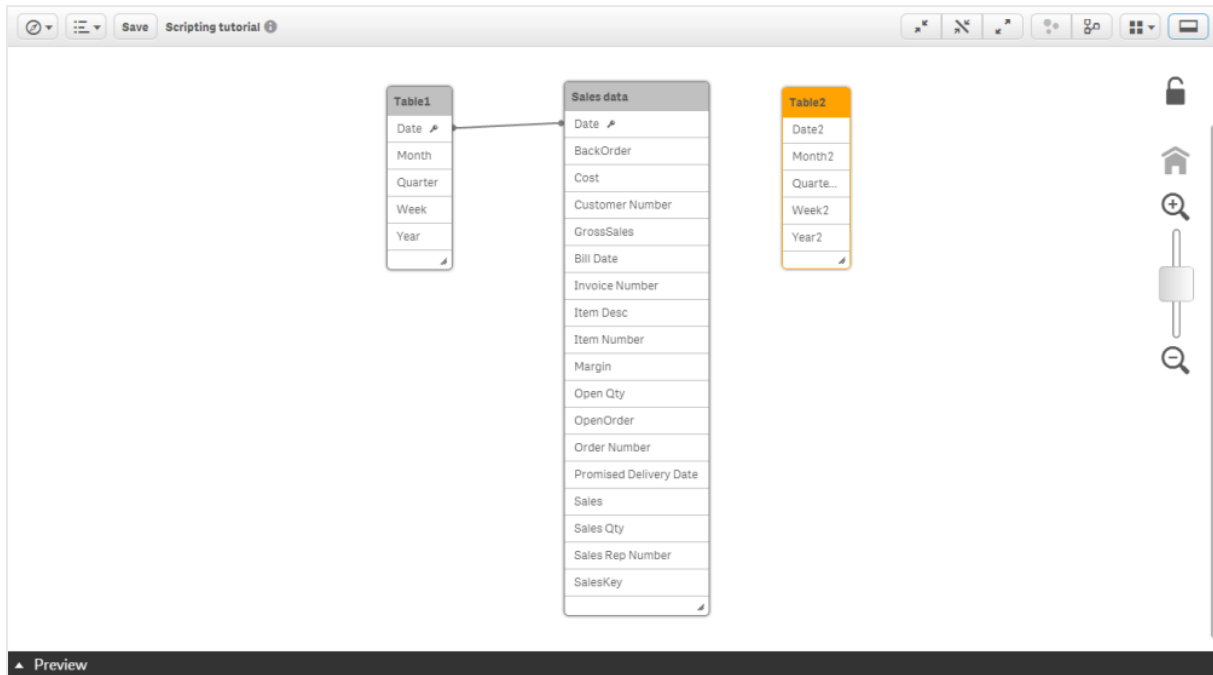 Save Scripting tutorial
Table1
Date
Month
Quarter
Week
Year
Sales data
Date
BackOrder
Cost
Customer Number
GrossSales
Bill Date
Invoice Number
Item Desc
Item Number
Margin
Open Qty
OpenOrder
Order Number
Promised Delivery Date
Sales
Sales Qty
Sales Rep Number
SalesKey
Table2
Date2
Month2
Quarte...
Week2
Year2
Preview